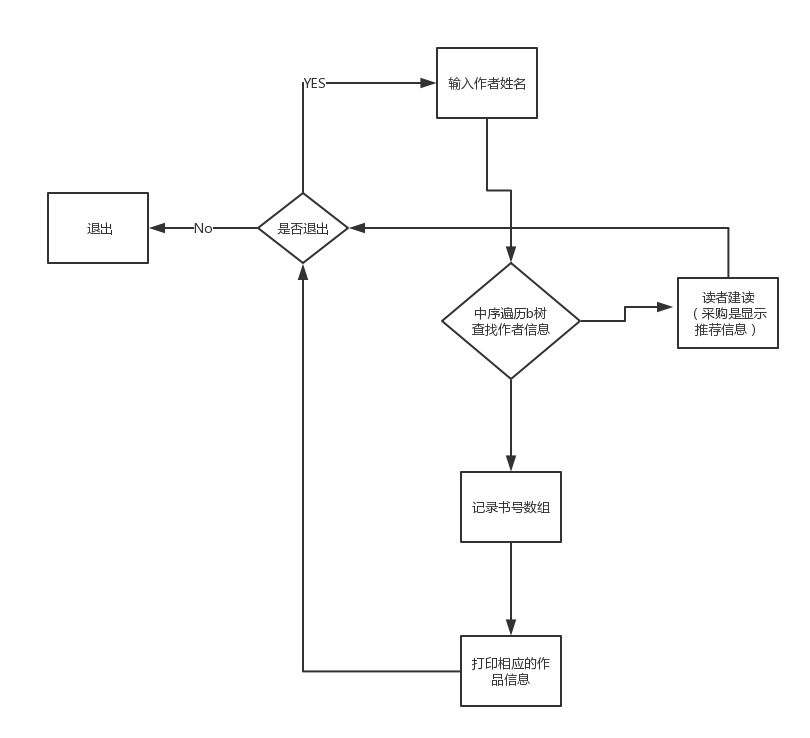 YES
输入作者姓名
退出
No
是否退出
中序遍历b树
查找作者信息
读者建读
（采购是显示
推荐信息）
记录书号数组
打印相应的作
品信息